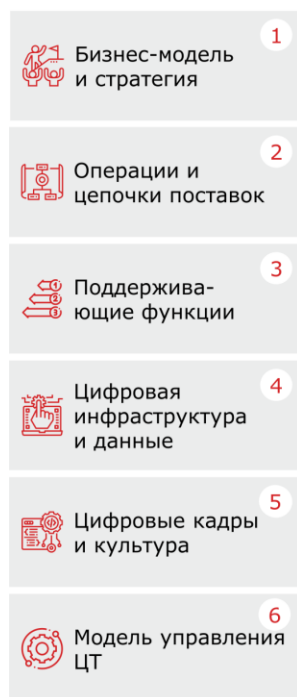 1
Бизнес-модель
и стратегия
2
Операции и
цепочки поставок
3
Поддержива-
ющие функции
4
Цифровая
инфраструктура
и данные
5
Цифровые кадры
и культура
6
Модель управления
ЦТ